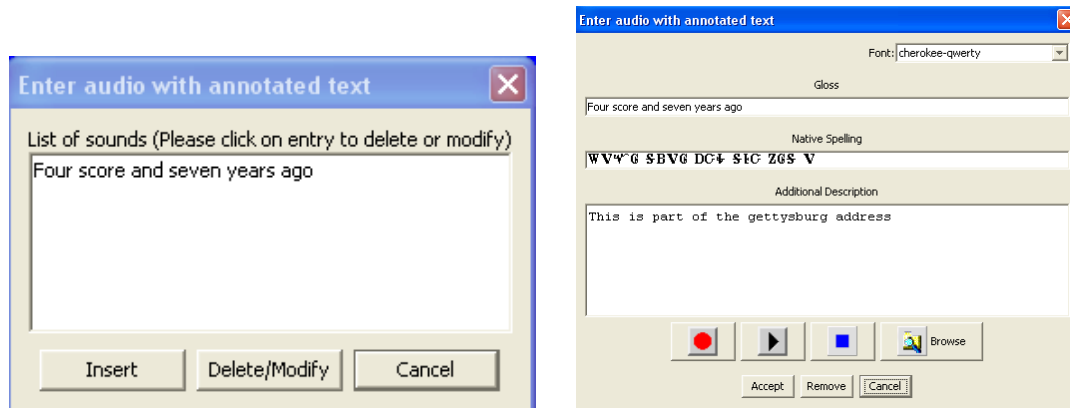 Enter audio with annotated text
List of sounds (Please click on entry to delete or modify)
Four score and seven years ago
Insert Delete/Modify Cancel
Enter audio with annotated text
Font: cherokee-qwerty
Gloss
Four score and seven years ago
Native Spelling
Additional Description
This is part of the gettysburg address
Browse
Accept Remove Cancel